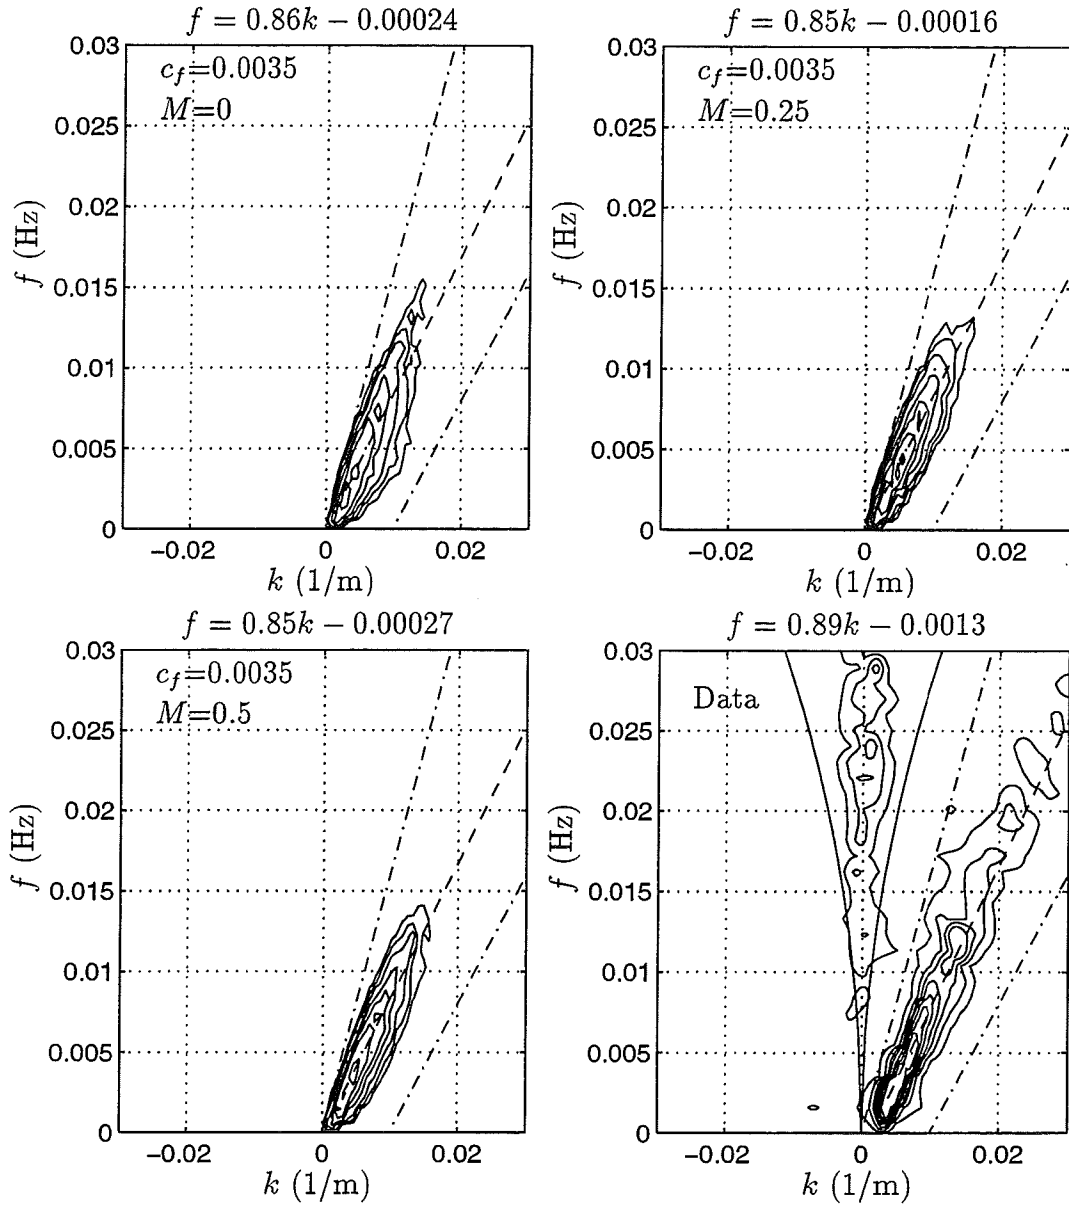 f = 0.86k − 0.00024
c_f=0.0035
M=0
0.03
0.025
0.02
0.015
0.01
0.005
0
f (Hz)
−0.02 0 0.02
k (1/m)
f = 0.85k − 0.00016
c_f=0.0035
M=0.25
0.03
0.025
0.02
0.015
0.01
0.005
0
f (Hz)
−0.02 0 0.02
k (1/m)
f = 0.85k − 0.00027
c_f=0.0035
M=0.5
0.03
0.025
0.02
0.015
0.01
0.005
0
f (Hz)
−0.02 0 0.02
k (1/m)
f = 0.89k − 0.0013
Data
0.03
0.025
0.02
0.015
0.01
0.005
0
f (Hz)
−0.02 0 0.02
k (1/m)